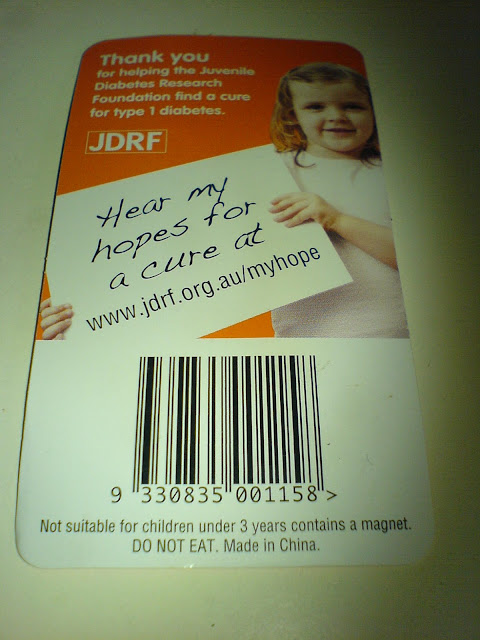 Thank you
for helping the Juvenile
Diabetes Research
Foundation find a cure
for type 1 diabetes.
JDRF
Hear my
hopes for
a cure at
www.jdrf.org.au/myhope
9 330835 001158 >
Not suitable for children under 3 years contains a magnet.
DO NOT EAT. Made in China.